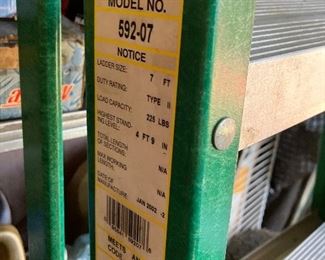 MODEL NO.
592-07
NOTICE
LADDER SIZE: 7 FT
DUTY RATING: TYPE II
LOAD CAPACITY: 225 LBS
HIGHEST STAND-
ING LEVEL: 4 FT 9 IN
TOTAL LENGTH
OF SECTIONS: N/A
MAX WORKING
LENGTH: N/A
DATE OF
MANUFACTURE: JAN 2002 -2
MEETS
CODE